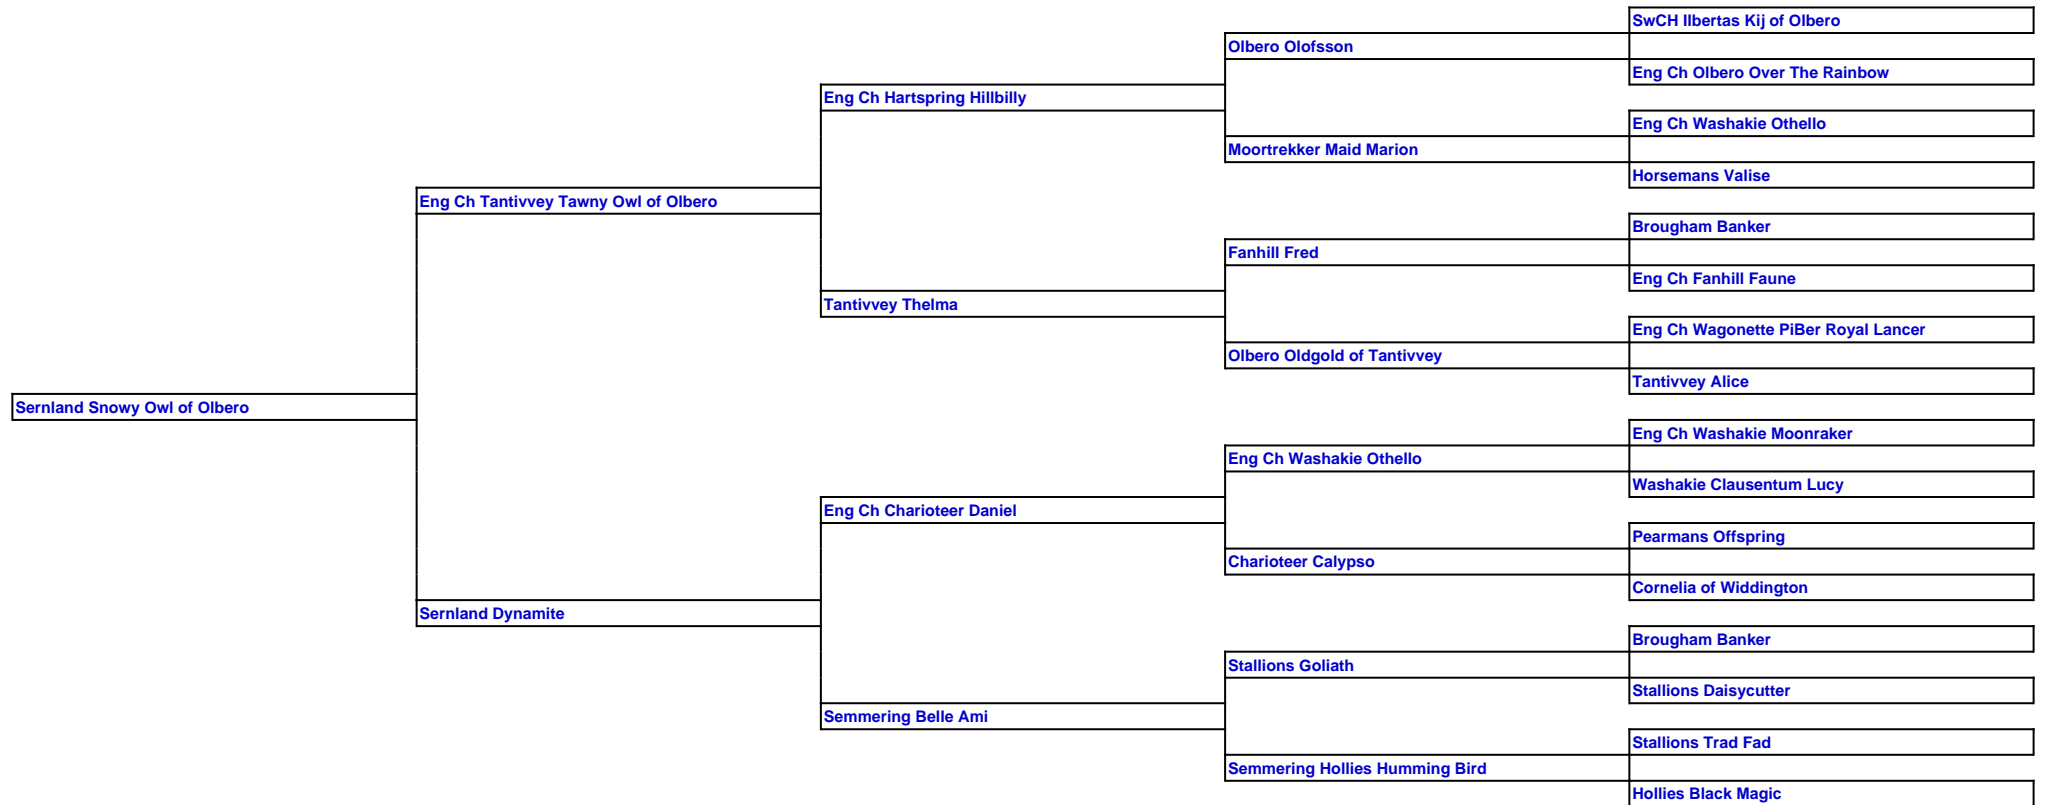 SwCH Ilbertas Kij of Olbero
Olbero Olofsson
Eng Ch Olbero Over The Rainbow
Eng Ch Hartspring Hillbilly
Eng Ch Washakie Othello
Moortrekker Maid Marion
Horsemans Valise
Eng Ch Tantivvey Tawny Owl of Olbero
Brougham Banker
Fanhill Fred
Eng Ch Fanhill Faune
Tantivvey Thelma
Eng Ch Wagonette PiBer Royal Lancer
Olbero Oldgold of Tantivvey
Tantivvey Alice
Sernland Snowy Owl of Olbero
Eng Ch Washakie Moonraker
Eng Ch Washakie Othello
Washakie Clausentum Lucy
Eng Ch Charioteer Daniel
Pearmans Offspring
Charioteer Calypso
Cornelia of Widdington
Sernland Dynamite
Brougham Banker
Stallions Goliath
Stallions Daisycutter
Semmering Belle Ami
Stallions Trad Fad
Semmering Hollies Humming Bird
Hollies Black Magic